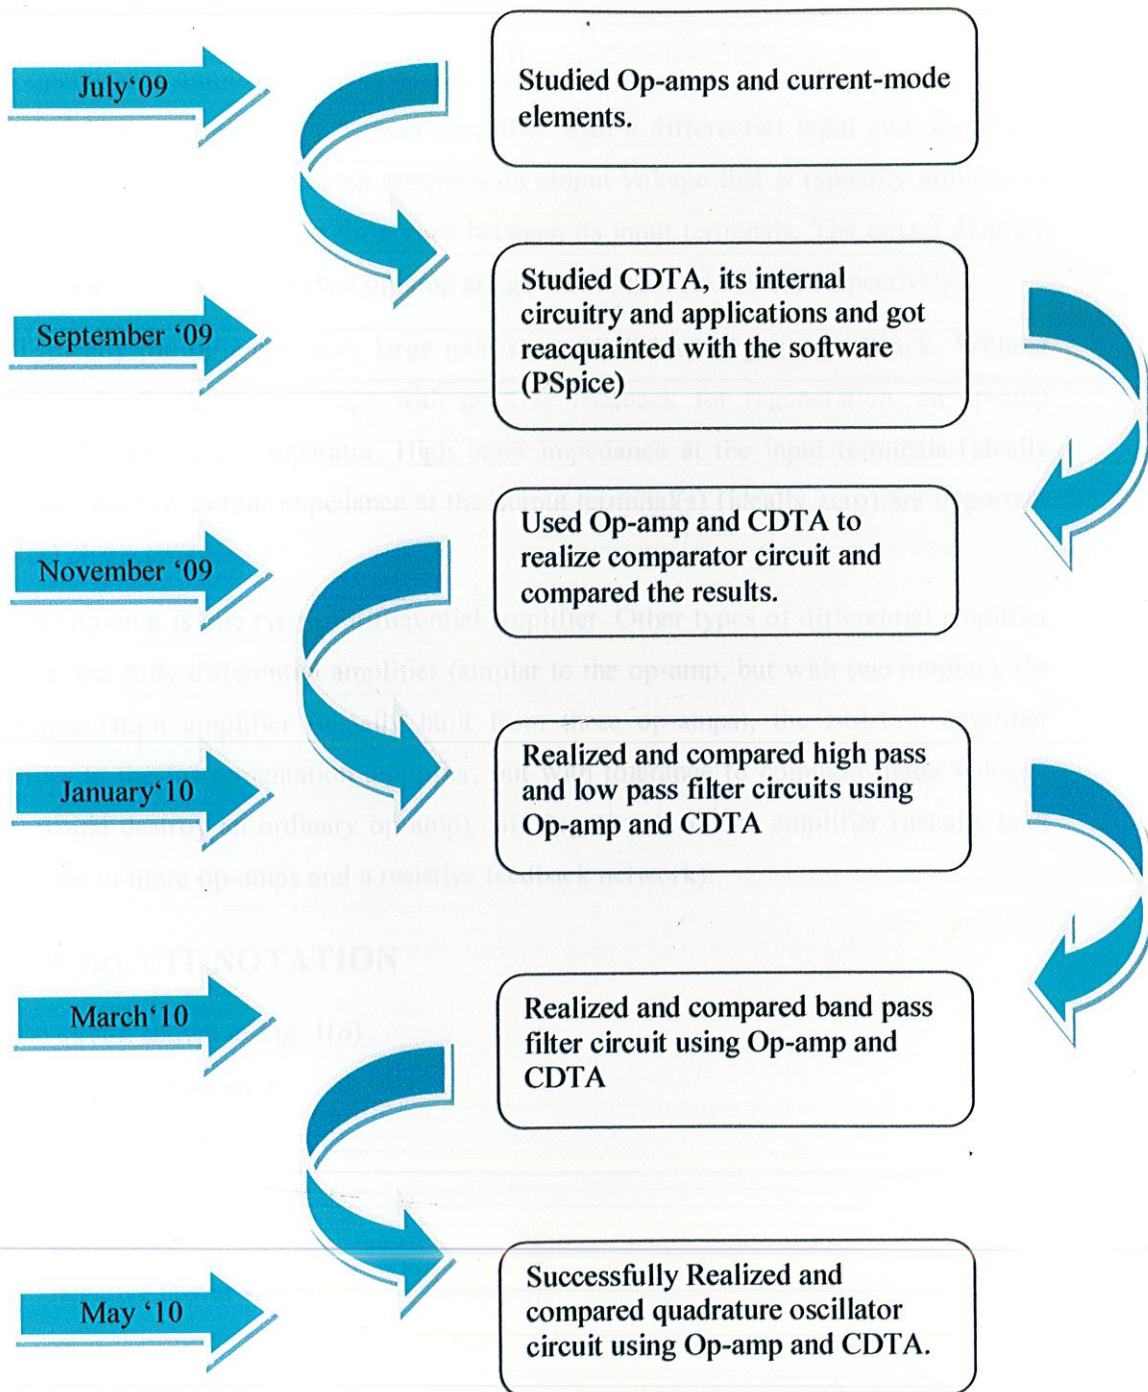 July‘09
Studied Op-amps and current-mode
elements.
September ‘09
Studied CDTA, its internal
circuitry and applications and got
reacquainted with the software
(PSpice)
November ‘09
Used Op-amp and CDTA to
realize comparator circuit and
compared the results.
January‘10
Realized and compared high pass
and low pass filter circuits using
Op-amp and CDTA
March‘10
Realized and compared band pass
filter circuit using Op-amp and
CDTA
May ‘10
Successfully Realized and
compared quadrature oscillator
circuit using Op-amp and CDTA.